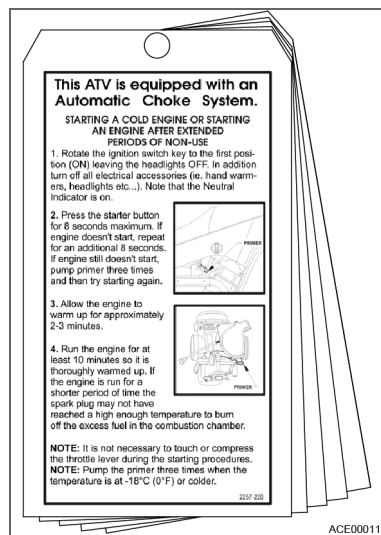 This ATV is equipped with an
Automatic Choke System.
STARTING A COLD ENGINE OR STARTING
AN ENGINE AFTER EXTENDED
PERIODS OF NON-USE
1. Rotate the ignition switch key to the first posi-
tion (ON) leaving the headlights OFF. In addition
turn off all electrical accessories (ie. hand warm-
ers, headlights etc...). Note that the Neutral
Indicator is on.
2. Press the starter button
for 8 seconds maximum. If
engine doesn't start, repeat
for an additional 8 seconds.
If engine still doesn't start,
pump primer three times
and then try starting again.
PRIMER
3. Allow the engine to
warm up for approximately
2-3 minutes.
4. Run the engine for at
least 10 minutes so it is
thoroughly warmed up. If
the engine is run for a
shorter period of time the
spark plug may not have
PRIMER
reached a high enough temperature to burn
off the excess fuel in the combustion chamber.
NOTE: It is not necessary to touch or compress
the throttle lever during the starting procedures.
NOTE: Pump the primer three times when the
temperature is at -18°C (0°F) or colder.
2257-220
ACE00011